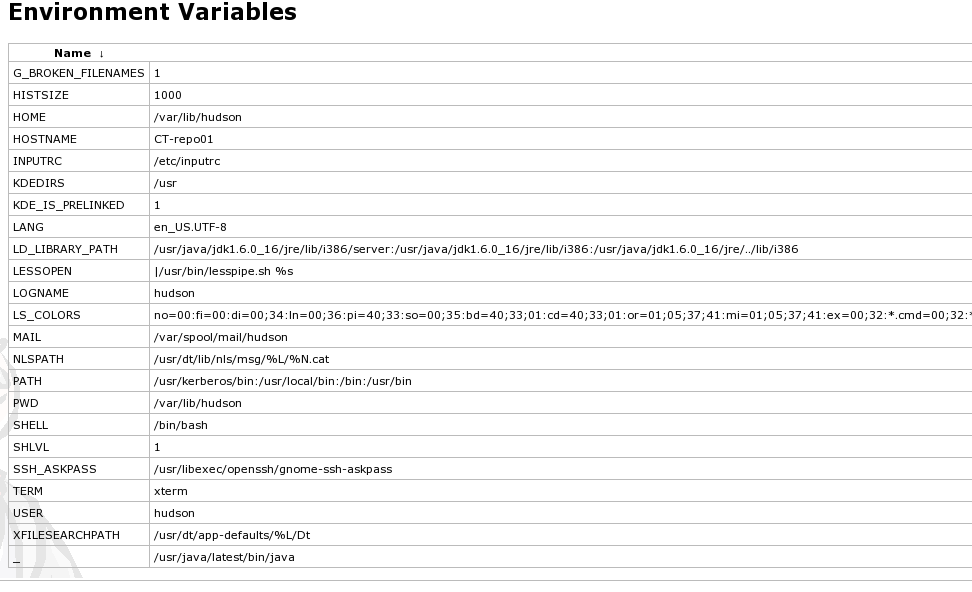 Environment Variables
Name ↓
G_BROKEN_FILENAMES 1
HISTSIZE 1000
HOME /var/lib/hudson
HOSTNAME CT-repo01
INPUTRC /etc/inputrc
KDEDIRS /usr
KDE_IS_PRELINKED 1
LANG en_US.UTF-8
LD_LIBRARY_PATH /usr/java/jdk1.6.0_16/jre/lib/i386/server:/usr/java/jdk1.6.0_16/jre/lib/i386:/usr/java/jdk1.6.0_16/jre/../lib/i386
LESSOPEN |/usr/bin/lesspipe.sh %s
LOGNAME hudson
LS_COLORS no=00:fi=00:di=00;34:ln=00;36:pi=40;33:so=00;35:bd=40;33;01:cd=40;33;01:or=01;05;37;41:mi=01;05;37;41:ex=00;32:*.cmd=00;32:*
MAIL /var/spool/mail/hudson
NLSPATH /usr/dt/lib/nls/msg/%L/%N.cat
PATH /usr/kerberos/bin:/usr/local/bin:/bin:/usr/bin
PWD /var/lib/hudson
SHELL /bin/bash
SHLVL 1
SSH_ASKPASS /usr/libexec/openssh/gnome-ssh-askpass
TERM xterm
USER hudson
XFILESEARCHPATH /usr/dt/app-defaults/%L/Dt
_ /usr/java/latest/bin/java